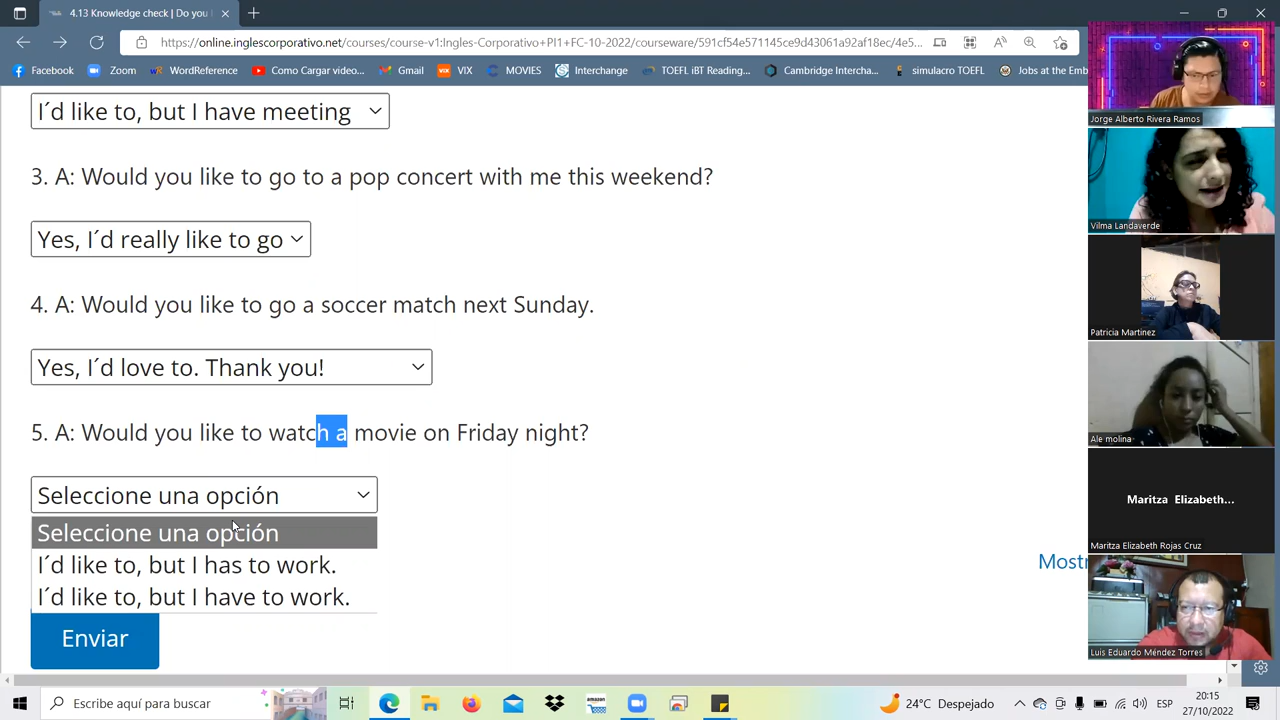 4.13 Knowledge check | Do you
https://online.inglescorporativo.net/courses/course-v1:Ingles-Corporativo+PI1+FC-10-2022/courseware/591cf54e571145ce9d43061a92af18ec/4e5...
Facebook
Zoom
WordReference
Como Cargar video...
Gmail
VIX
MOVIES
Interchange
TOEFL iBT Reading...
Cambridge Intercha...
simulacro TOEFL
Jobs at the Emb
I´d like to, but I have meeting
3. A: Would you like to go to a pop concert with me this weekend?
Yes, I´d really like to go
4. A: Would you like to go a soccer match next Sunday.
Yes, I´d love to. Thank you!
5. A: Would you like to watch a movie on Friday night?
Seleccione una opción
Seleccione una opción
I´d like to, but I has to work.
I´d like to, but I have to work.
Mostr
Enviar
Jorge Alberto Rivera Ramos
Vilma Landaverde
Patricia Martinez
Ale molina
Maritza Elizabeth...
Maritza Elizabeth Rojas Cruz
Luis Eduardo Méndez Torres
Escribe aquí para buscar
24°C Despejado
ESP
20:15
27/10/2022